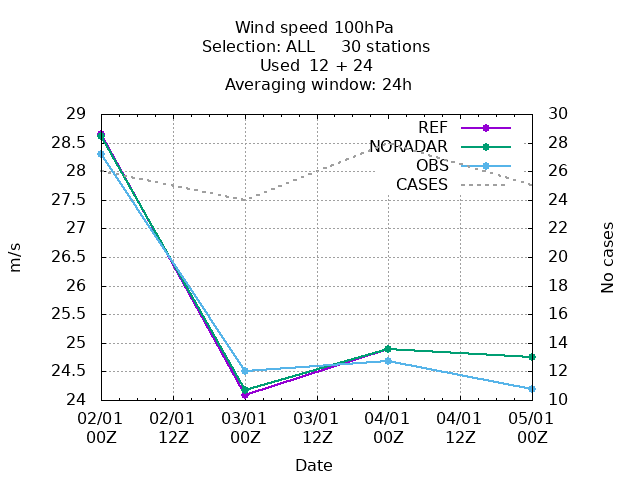 Wind speed 100hPa
Selection: ALL 30 stations
Used 12 + 24
Averaging window: 24h
29 30
REF
28.5 NORADAR 28
OBS
28 26
CASES
27.5 24
27 22
26.5 20
26 18
25.5 16
25 14
24.5 12
24 10
m/s
No cases
02/01 02/01 03/01 03/01 04/01 04/01 05/01
00Z 12Z 00Z 12Z 00Z 12Z 00Z
Date